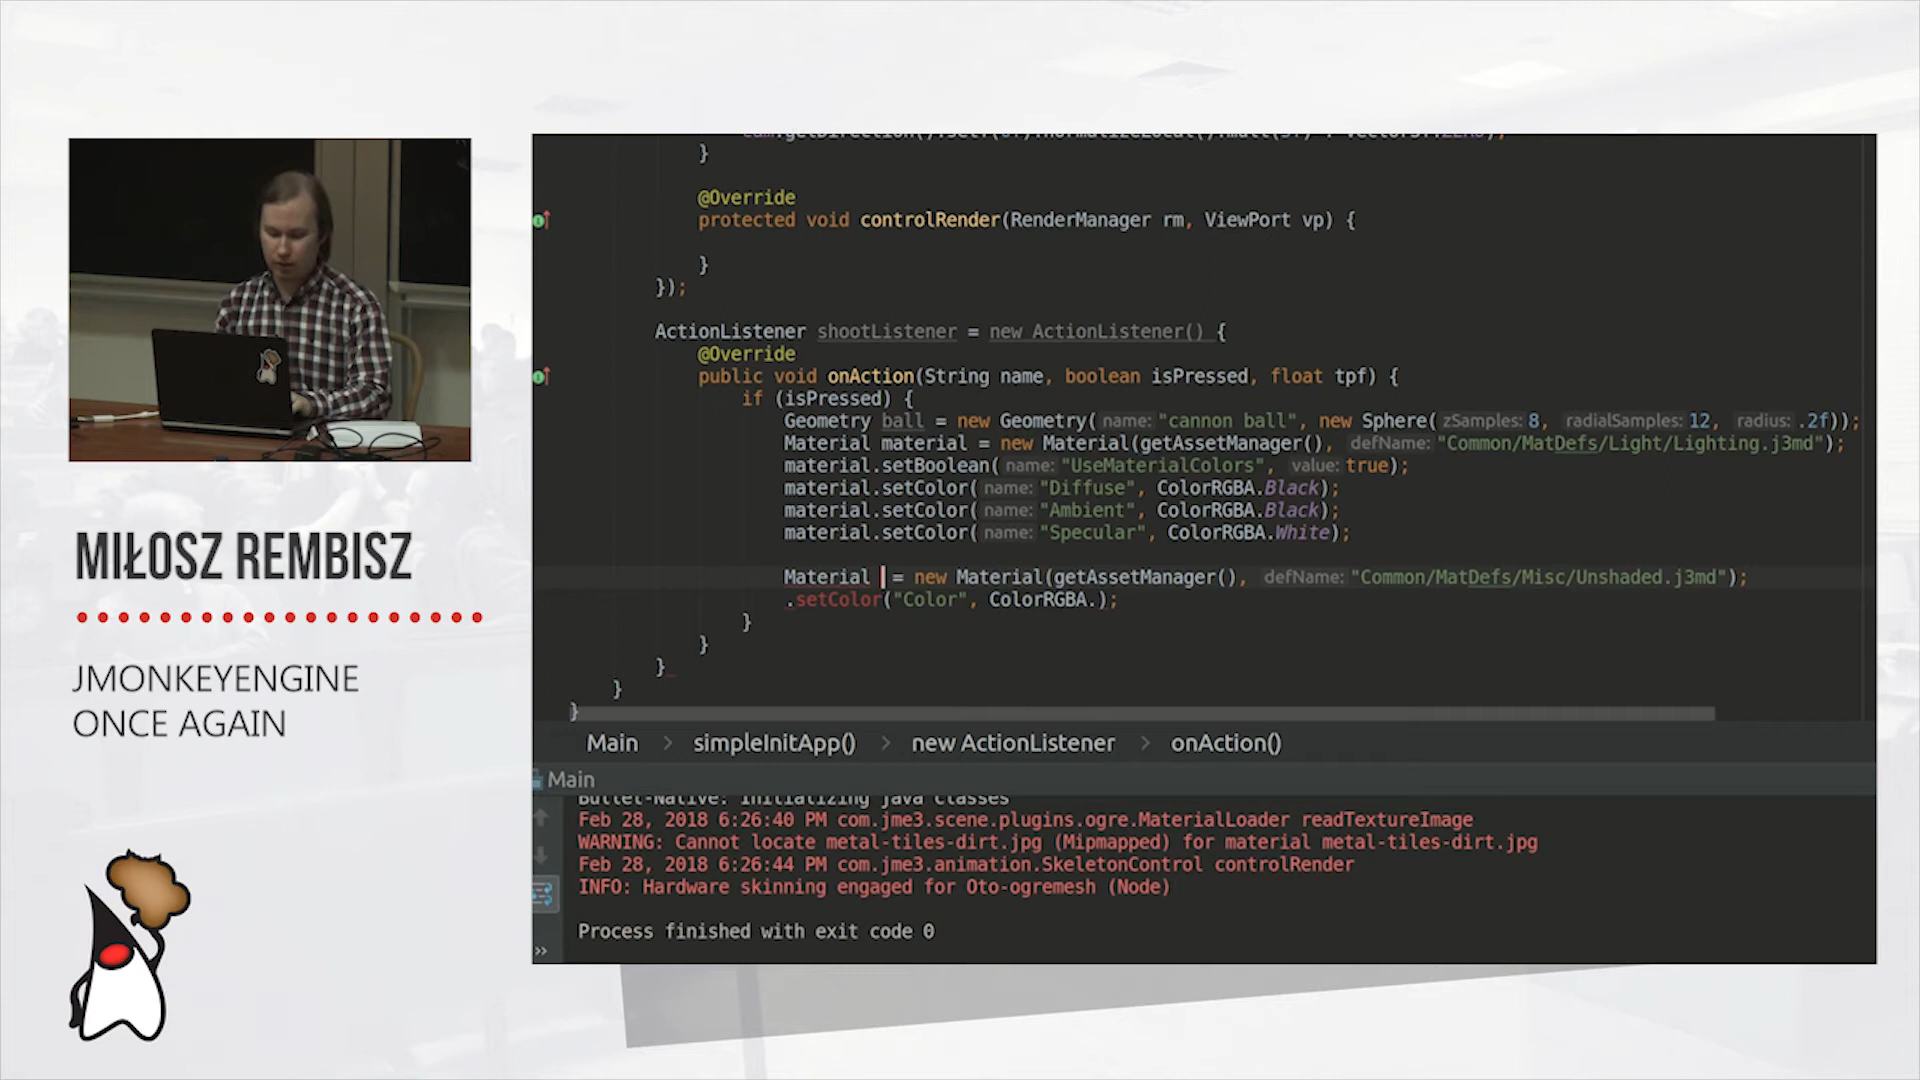 MIŁOSZ REMBISZ
JMONKEYENGINE
ONCE AGAIN
}
@Override
protected void controlRender(RenderManager rm, ViewPort vp) {
}
});
ActionListener shootListener = new ActionListener() {
@Override
public void onAction(String name, boolean isPressed, float tpf) {
if (isPressed) {
Geometry ball = new Geometry( name: "cannon ball", new Sphere( zSamples: 8, radialSamples: 12, radius: .2f));
Material material = new Material(getAssetManager(), defName: "Common/MatDefs/Light/Lighting.j3md");
material.setBoolean( name: "UseMaterialColors", value: true);
material.setColor( name: "Diffuse", ColorRGBA.Black);
material.setColor( name: "Ambient", ColorRGBA.Black);
material.setColor( name: "Specular", ColorRGBA.White);
Material = new Material(getAssetManager(), defName: "Common/MatDefs/Misc/Unshaded.j3md");
.setColor("Color", ColorRGBA.);
}
}
}
}
}
Main > simpleInitApp() > new ActionListener > onAction()
Main
Bullet-Native: Initializing java classes
Feb 28, 2018 6:26:40 PM com.jme3.scene.plugins.ogre.MaterialLoader readTextureImage
WARNING: Cannot locate metal-tiles-dirt.jpg (Mipmapped) for material metal-tiles-dirt.jpg
Feb 28, 2018 6:26:44 PM com.jme3.animation.SkeletonControl controlRender
INFO: Hardware skinning engaged for Oto-ogremesh (Node)
Process finished with exit code 0